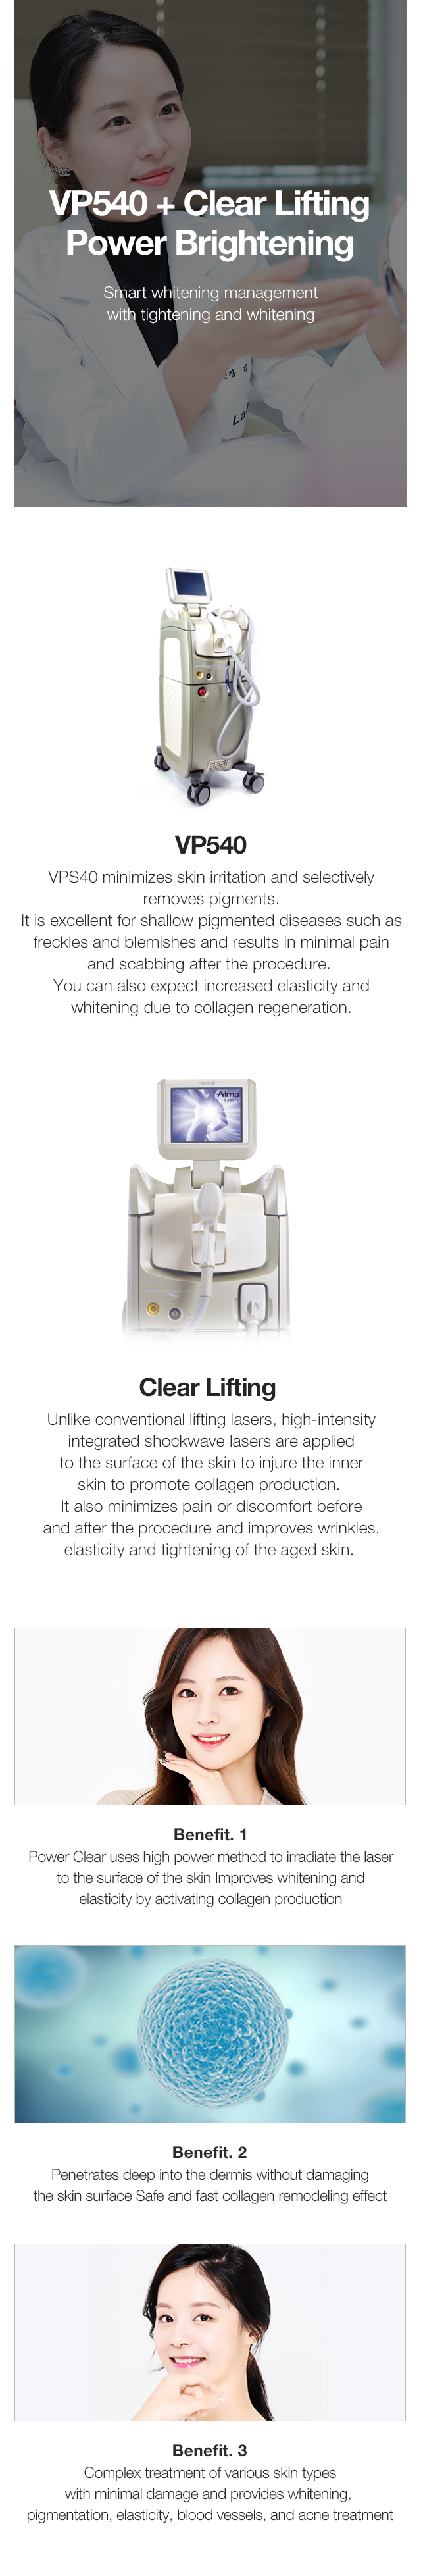 VP540 + Clear Lifting
Power Brightening
Smart whitening management
with tightening and whitening
VP540
VPS40 minimizes skin irritation and selectively
removes pigments.
It is excellent for shallow pigmented diseases such as
freckles and blemishes and results in minimal pain
and scabbing after the procedure.
You can also expect increased elasticity and
whitening due to collagen regeneration.
Alma
Lasers
Clear Lifting
Unlike conventional lifting lasers, high-intensity
integrated shockwave lasers are applied
to the surface of the skin to injure the inner
skin to promote collagen production.
It also minimizes pain or discomfort before
and after the procedure and improves wrinkles,
elasticity and tightening of the aged skin.
Benefit. 1
Power Clear uses high power method to irradiate the laser
to the surface of the skin Improves whitening and
elasticity by activating collagen production
Benefit. 2
Penetrates deep into the dermis without damaging
the skin surface Safe and fast collagen remodeling effect
Benefit. 3
Complex treatment of various skin types
with minimal damage and provides whitening,
pigmentation, elasticity, blood vessels, and acne treatment